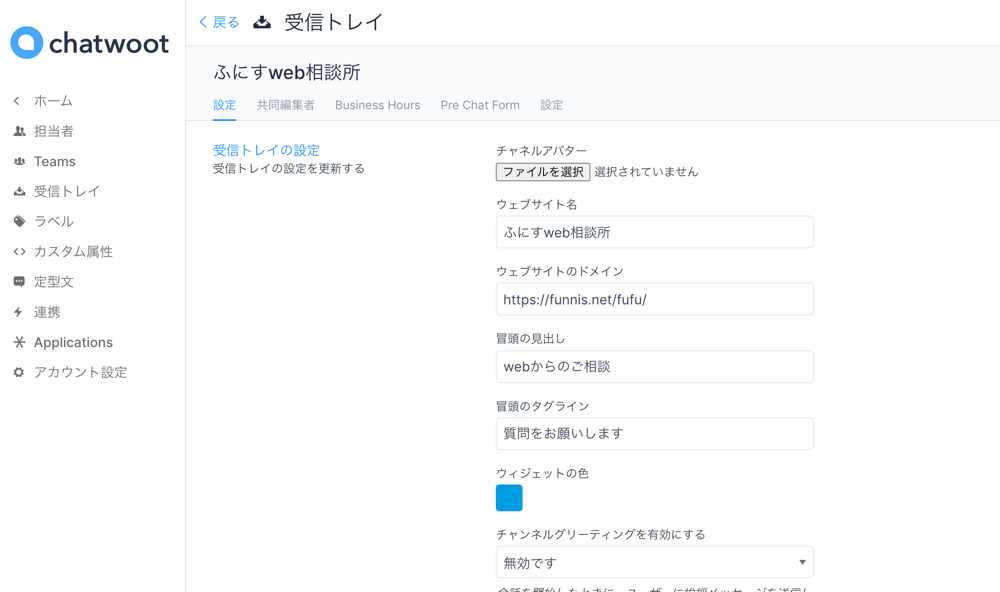 chatwoot
ホーム
担当者
Teams
受信トレイ
ラベル
カスタム属性
定型文
連携
Applications
アカウント設定
戻る 受信トレイ
ふにすweb相談所
設定 共同編集者 Business Hours Pre Chat Form 設定
受信トレイの設定
受信トレイの設定を更新する
チャネルアバター
ファイルを選択 選択されていません
ウェブサイト名
ふにすweb相談所
ウェブサイトのドメイン
https://funnis.net/fufu/
冒頭の見出し
webからのご相談
冒頭のタグライン
質問をお願いします
ウィジェットの色
チャンネルグリーティングを有効にする
無効です